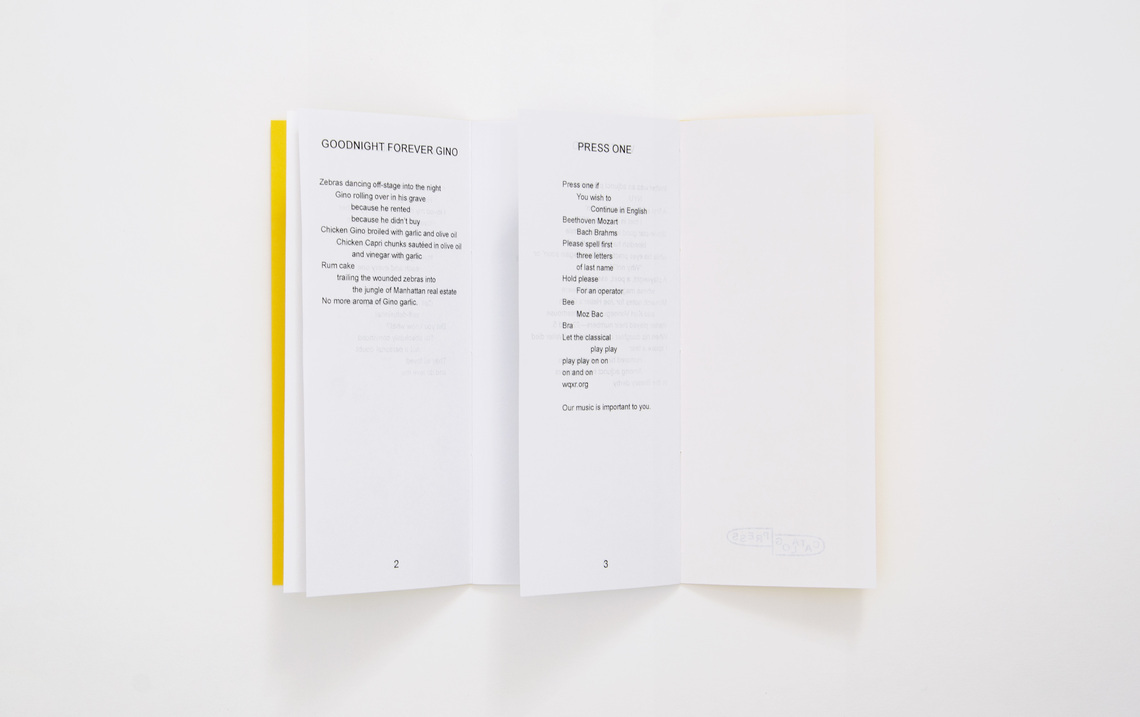 GOODNIGHT FOREVER GINO
Zebras dancing off-stage into the night
Gino rolling over in his grave
because he rented
because he didn't buy
Chicken Gino broiled with garlic and olive oil
Chicken Capri chunks sautéed in olive oil
and vinegar with garlic
Rum cake
trailing the wounded zebras into
the jungle of Manhattan real estate
No more aroma of Gino garlic.
2
PRESS ONE
Press one if
You wish to
Continue in English
Beethoven Mozart
Bach Brahms
Please spell first
three letters
of last name
Hold please
For an operator
Bee
Moz Bac
Bra
Let the classical
play play
play play on on
on and on
wqxr.org
Our music is important to you.
3